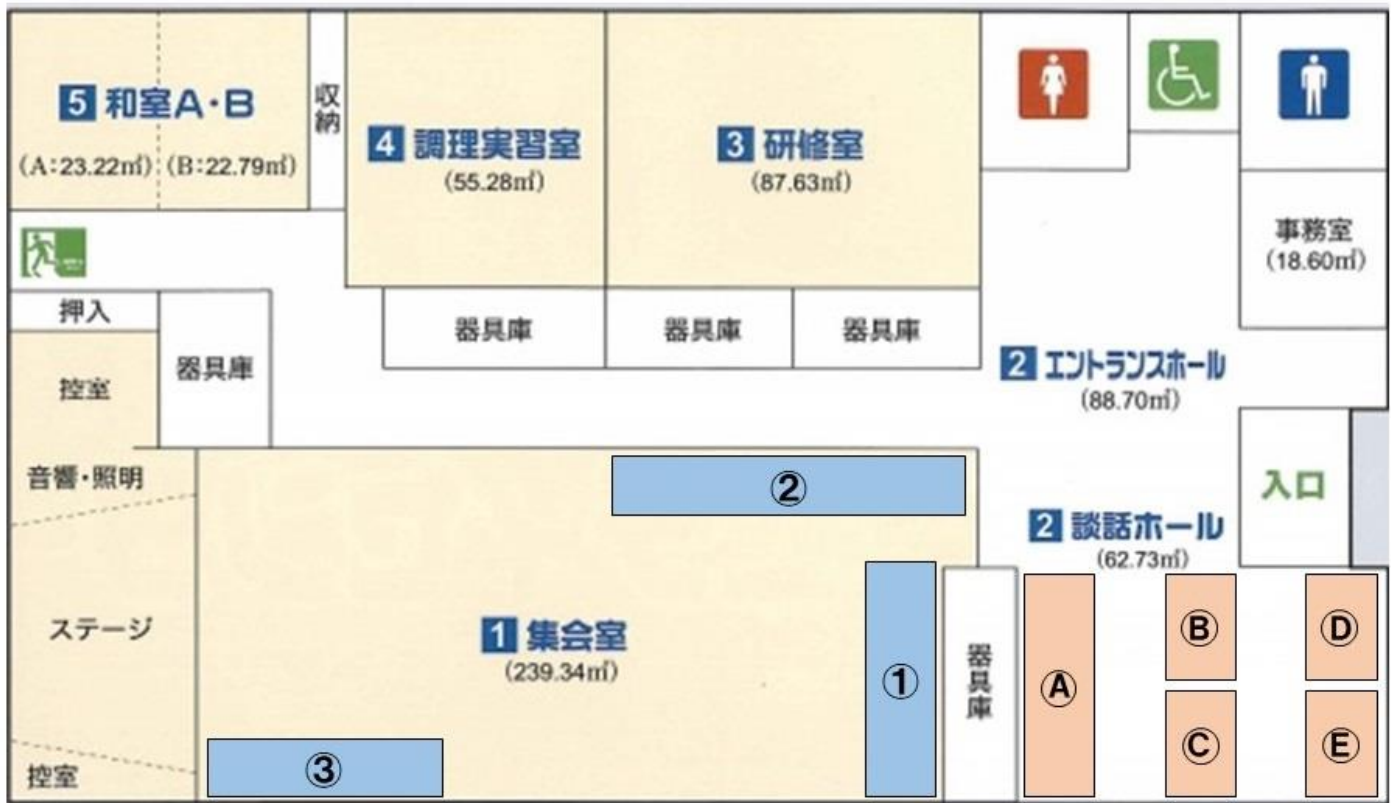 5 和室A・B
(A:23.22㎡) (B:22.79㎡)
収納
4 調理実習室
(55.28㎡)
3 研修室
(87.63㎡)
事務室
(18.60㎡)
押入
器具庫
器具庫
器具庫
器具庫
控室
2 エントランスホール
(88.70㎡)
音響・照明
②
入口
2 談話ホール
(62.73㎡)
ステージ
1 集会室
(239.34㎡)
①
器具庫
Ⓐ
Ⓑ
Ⓓ
Ⓒ
Ⓔ
控室
③